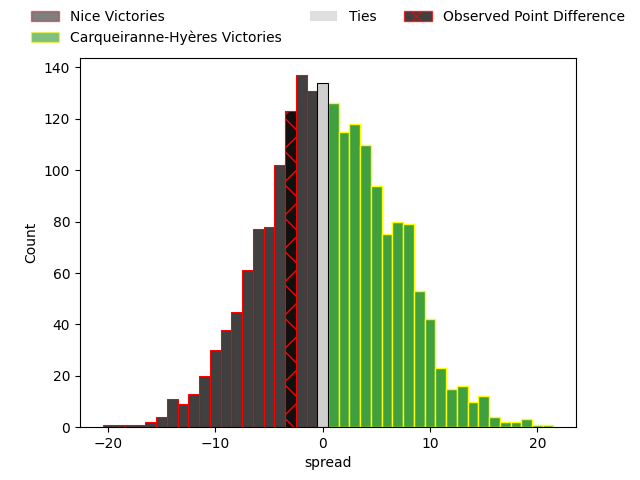 Nice Victories
Carqueiranne-Hyères Victories
Ties
Observed Point Difference
140
120
100
80
60
40
20
0
Count
−20
−10
0
10
20
spread